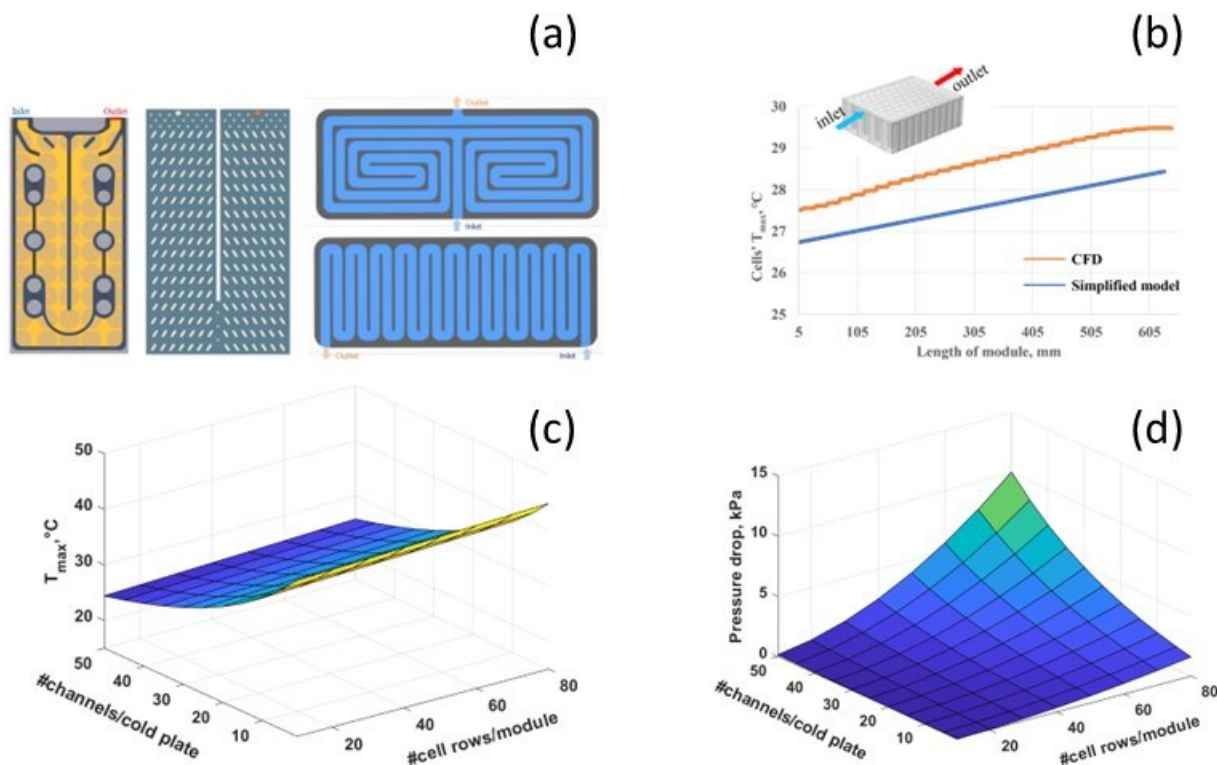 (a)
Inlet
Outlet
Outlet
Inlet
Outlet
Inlet
(b)
inlet
outlet
Cells' Tmax, °C
30
29
28
27
26
25
CFD
Simplified model
5
105
205
305
405
505
605
Length of module, mm
(c)
Tmax, °C
50
40
30
20
50
40
30
20
10
#channels/cold plate
20
40
60
80
#cell rows/module
(d)
Pressure drop, kPa
15
10
5
0
50
40
30
20
10
#channels/cold plate
20
40
60
80
#cell rows/module